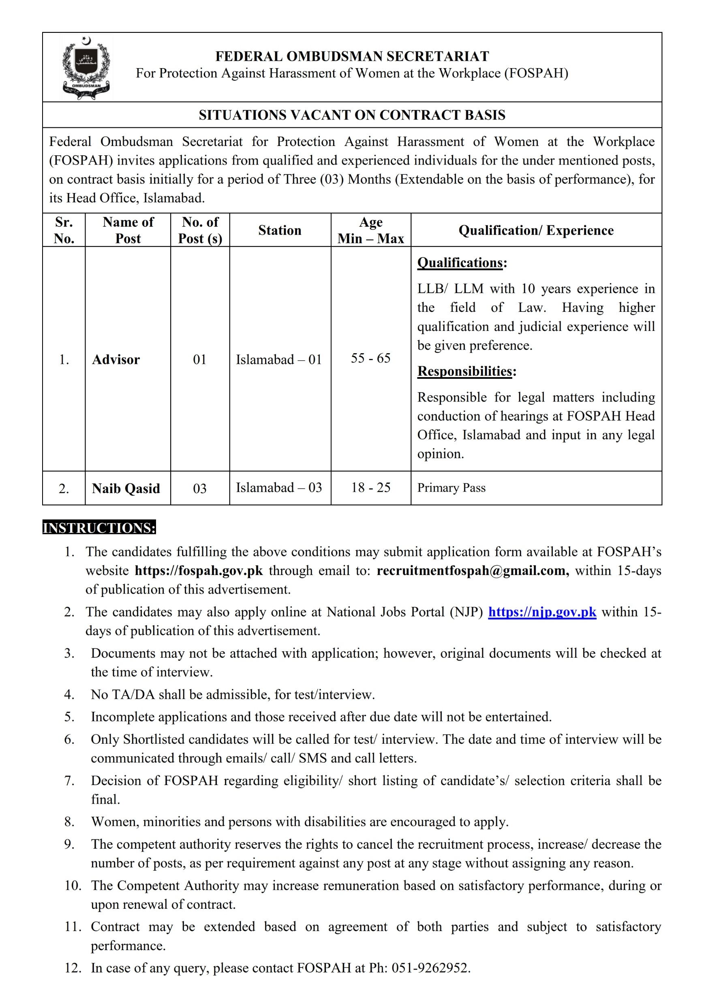 وفاقی
محتسب
OMBUDSMAN
FEDERAL OMBUDSMAN SECRETARIAT
For Protection Against Harassment of Women at the Workplace (FOSPAH)
SITUATIONS VACANT ON CONTRACT BASIS
Federal Ombudsman Secretariat for Protection Against Harassment of Women at the Workplace
(FOSPAH) invites applications from qualified and experienced individuals for the under mentioned posts,
on contract basis initially for a period of Three (03) Months (Extendable on the basis of performance), for
its Head Office, Islamabad.
Sr. No. Name of Post No. of Post (s) Station Age Min – Max Qualification/ Experience
1. Advisor 01 Islamabad – 01 55 - 65
Qualifications:
LLB/ LLM with 10 years experience in
the field of Law. Having higher
qualification and judicial experience will
be given preference.
Responsibilities:
Responsible for legal matters including
conduction of hearings at FOSPAH Head
Office, Islamabad and input in any legal
opinion.
2. Naib Qasid 03 Islamabad – 03 18 - 25 Primary Pass
INSTRUCTIONS:
1. The candidates fulfilling the above conditions may submit application form available at FOSPAH’s
website https://fospah.gov.pk through email to: recruitmentfospah@gmail.com, within 15-days
of publication of this advertisement.
2. The candidates may also apply online at National Jobs Portal (NJP) https://njp.gov.pk within 15-
days of publication of this advertisement.
3. Documents may not be attached with application; however, original documents will be checked at
the time of interview.
4. No TA/DA shall be admissible, for test/interview.
5. Incomplete applications and those received after due date will not be entertained.
6. Only Shortlisted candidates will be called for test/ interview. The date and time of interview will be
communicated through emails/ call/ SMS and call letters.
7. Decision of FOSPAH regarding eligibility/ short listing of candidate’s/ selection criteria shall be
final.
8. Women, minorities and persons with disabilities are encouraged to apply.
9. The competent authority reserves the rights to cancel the recruitment process, increase/ decrease the
number of posts, as per requirement against any post at any stage without assigning any reason.
10. The Competent Authority may increase remuneration based on satisfactory performance, during or
upon renewal of contract.
11. Contract may be extended based on agreement of both parties and subject to satisfactory
performance.
12. In case of any query, please contact FOSPAH at Ph: 051-9262952.